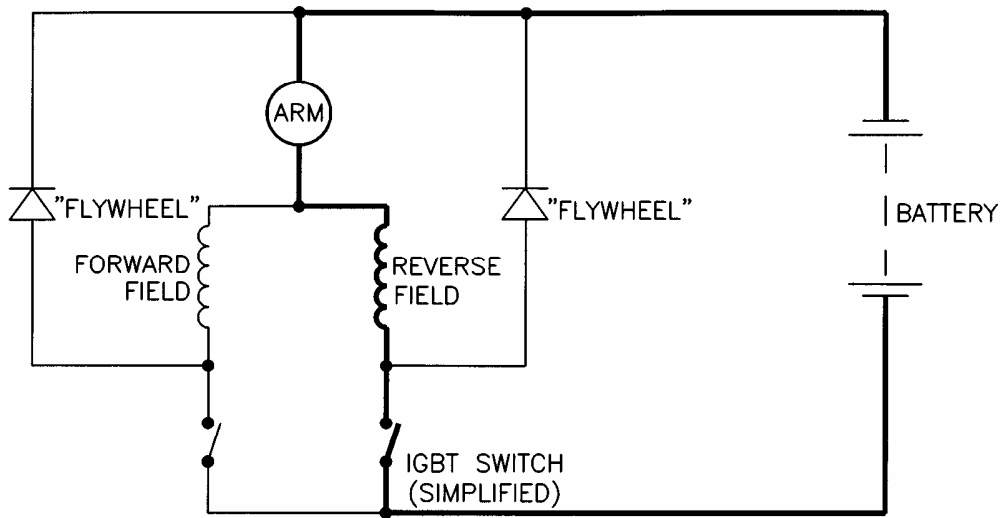 ARM
"FLYWHEEL"
"FLYWHEEL"
BATTERY
FORWARD
FIELD
REVERSE
FIELD
IGBT SWITCH
(SIMPLIFIED)